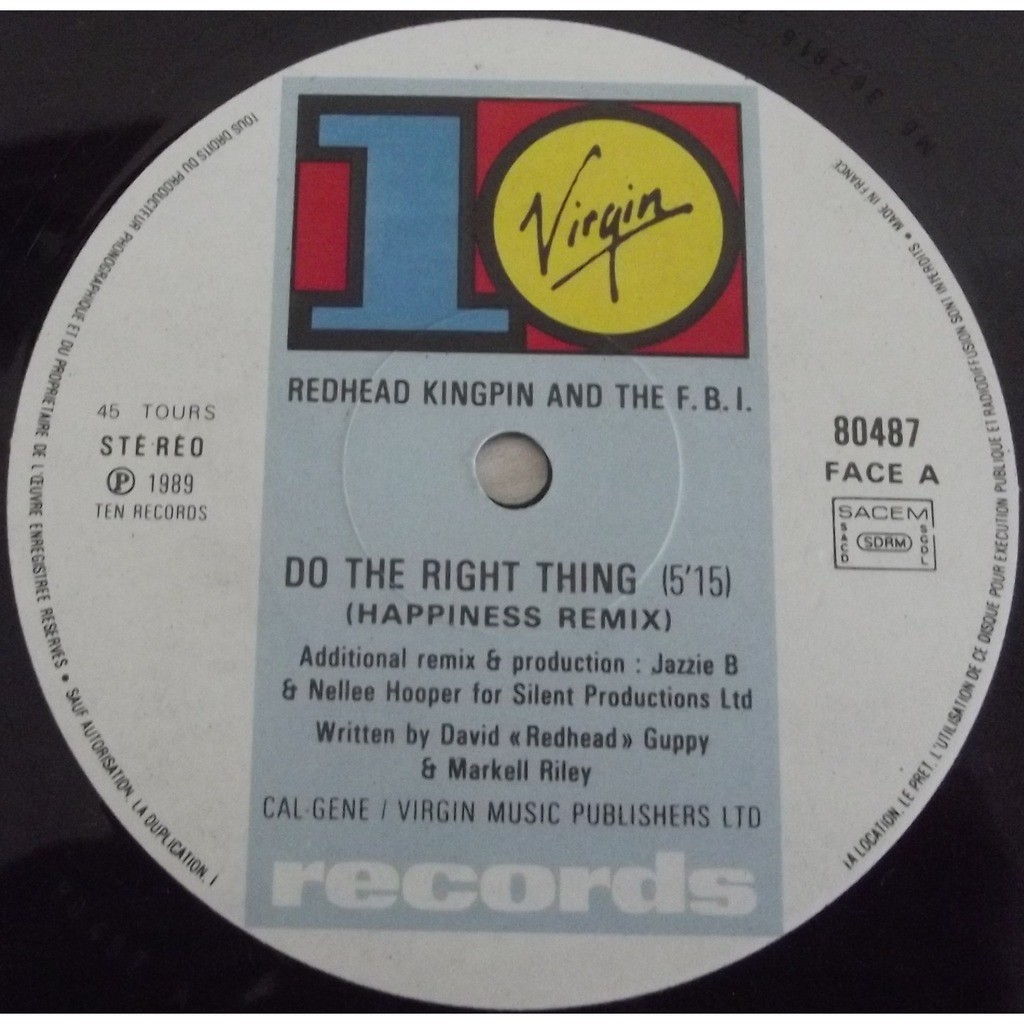 10
Virgin
REDHEAD KINGPIN AND THE F.B.I.
45 TOURS
STÉ·RÉO
Ⓟ 1989
TEN RECORDS
80487
FACE A
SACEM
SACD
SDRM
SGDL
DO THE RIGHT THING (5'15)
(HAPPINESS REMIX)
Additional remix & production : Jazzie B
& Nellee Hooper for Silent Productions Ltd
Written by David «Redhead» Guppy
& Markell Riley
CAL-GENE / VIRGIN MUSIC PUBLISHERS LTD
records
TOUS DROITS DU PRODUCTEUR PHONOGRAPHIQUE ET DU PROPRIETAIRE DE L'ŒUVRE ENREGISTREE RESERVES • SAUF AUTORISATION, LA DUPLICATION,
LA LOCATION, LE PRET, L'UTILISATION DE CE DISQUE POUR EXECUTION PUBLIQUE ET RADIODIFFUSION SONT INTERDITS • MADE IN FRANCE